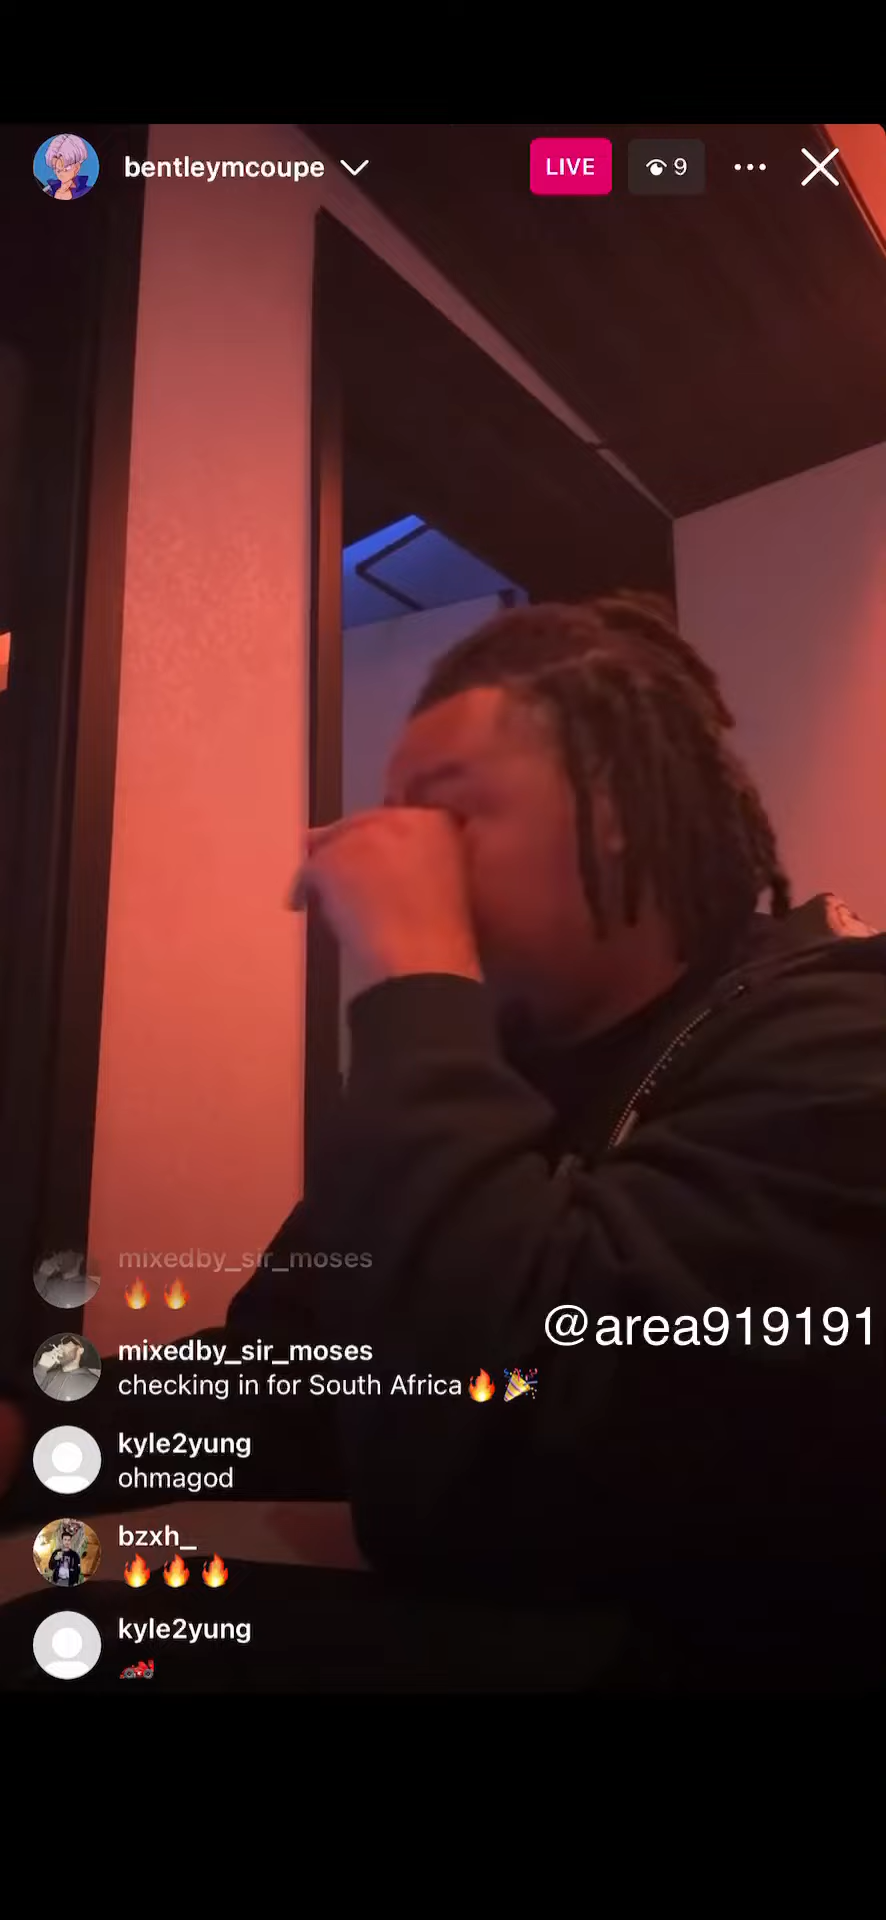 bentleymcoupe
LIVE
9
mixedby_sir_moses
🔥 🔥
@area919191
mixedby_sir_moses
checking in for South Africa🔥 🎉
kyle2yung
ohmagod
bzxh_
🔥 🔥 🔥
kyle2yung
🏎️